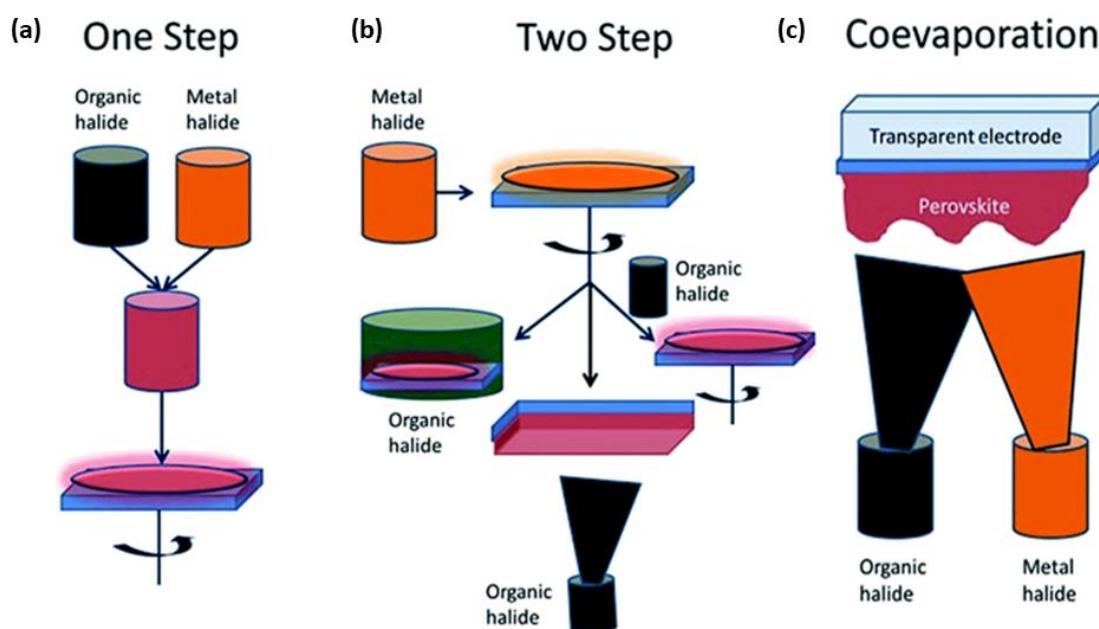 (a)
One Step
Organic
halide
Metal
halide
(b)
Two Step
Metal
halide
Organic
halide
Organic
halide
Organic
halide
(c)
Coevaporation
Transparent electrode
Perovskite
Organic
halide
Metal
halide